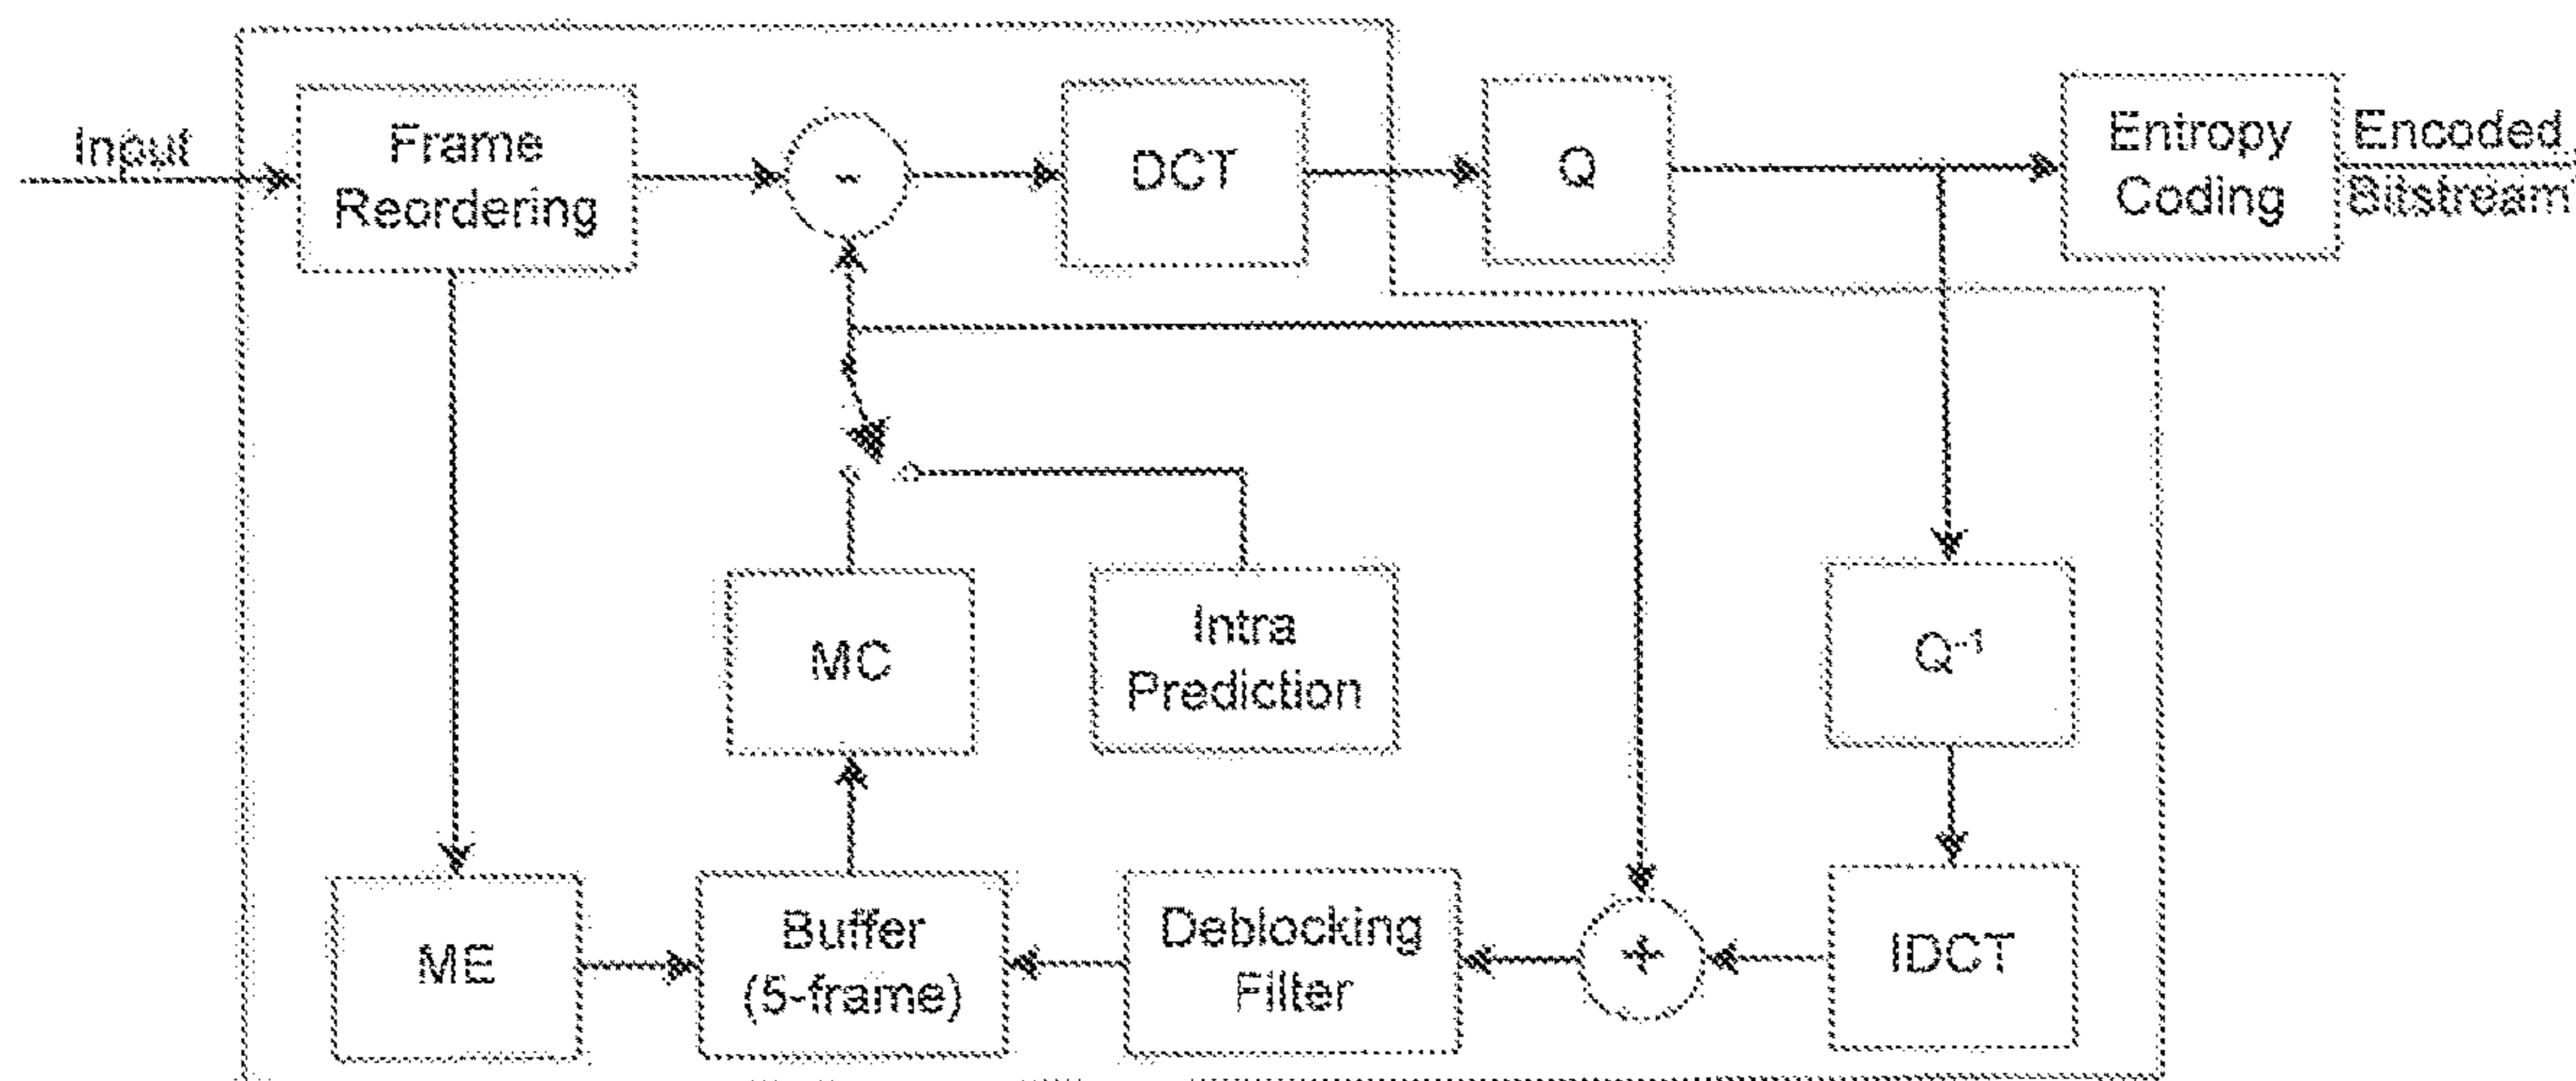 Input
Frame
Reordering
-
DCT
Q
Entropy
Coding
Encoded
Bitstream
MC
Intra
Prediction
Q-1
ME
Buffer
(5-frame)
Deblocking
Filter
+
IDCT